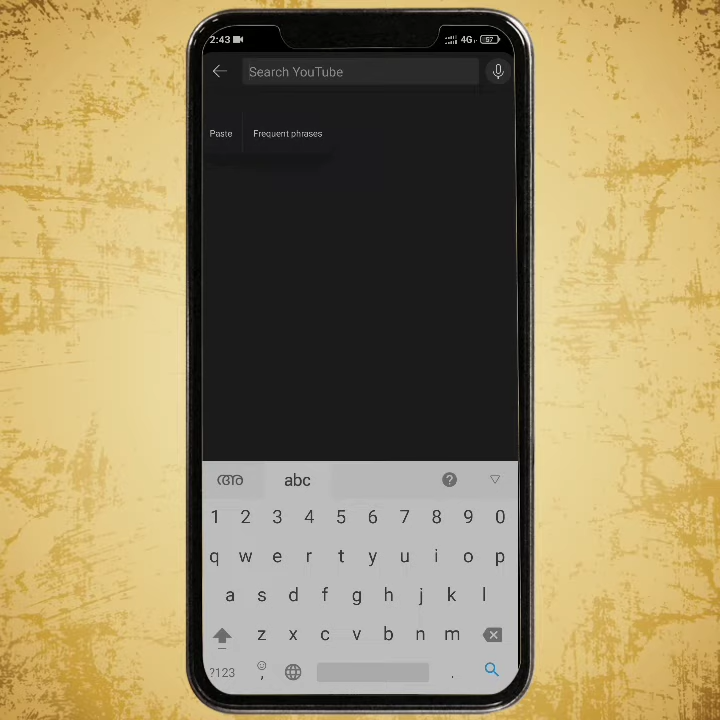 2:43 4G 57
Search YouTube
Paste Frequent phrases
അ abc ?
1 2 3 4 5 6 7 8 9 0
q w e r t y u i o p
a s d f g h j k l
z x c v b n m
?123 , .